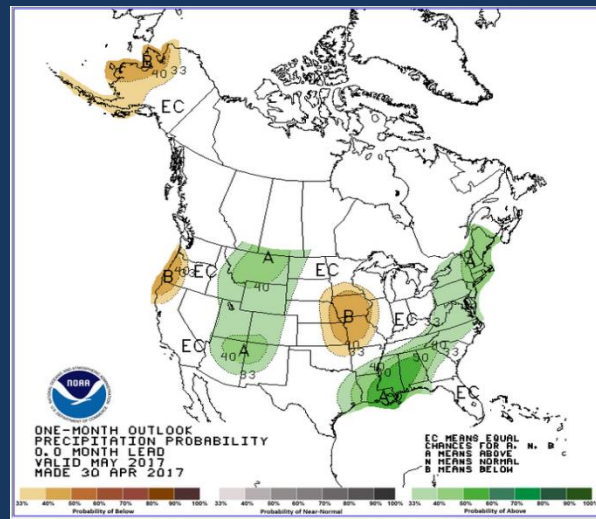 B
40 33
EC
A
EC
40
33
EC
B
40
A
40
33
EC
B
40
33
EC
33
A
40
50
40
33
A
EC
NOAA
ONE-MONTH OUTLOOK
PRECIPITATION PROBABILITY
0.0 MONTH LEAD
VALID MAY 2017
MADE 30 APR 2017
EC MEANS EQUAL
CHANCES FOR A, N, B
A MEANS ABOVE
N MEANS NORMAL
B MEANS BELOW
33% 40% 50% 60% 70% 80% 90% 100%
Probability of Below
33% 40% 50% 60% 70% 80% 90% 100%
Probability of Near-Normal
33% 40% 50% 60% 70% 80% 90% 100%
Probability of Above